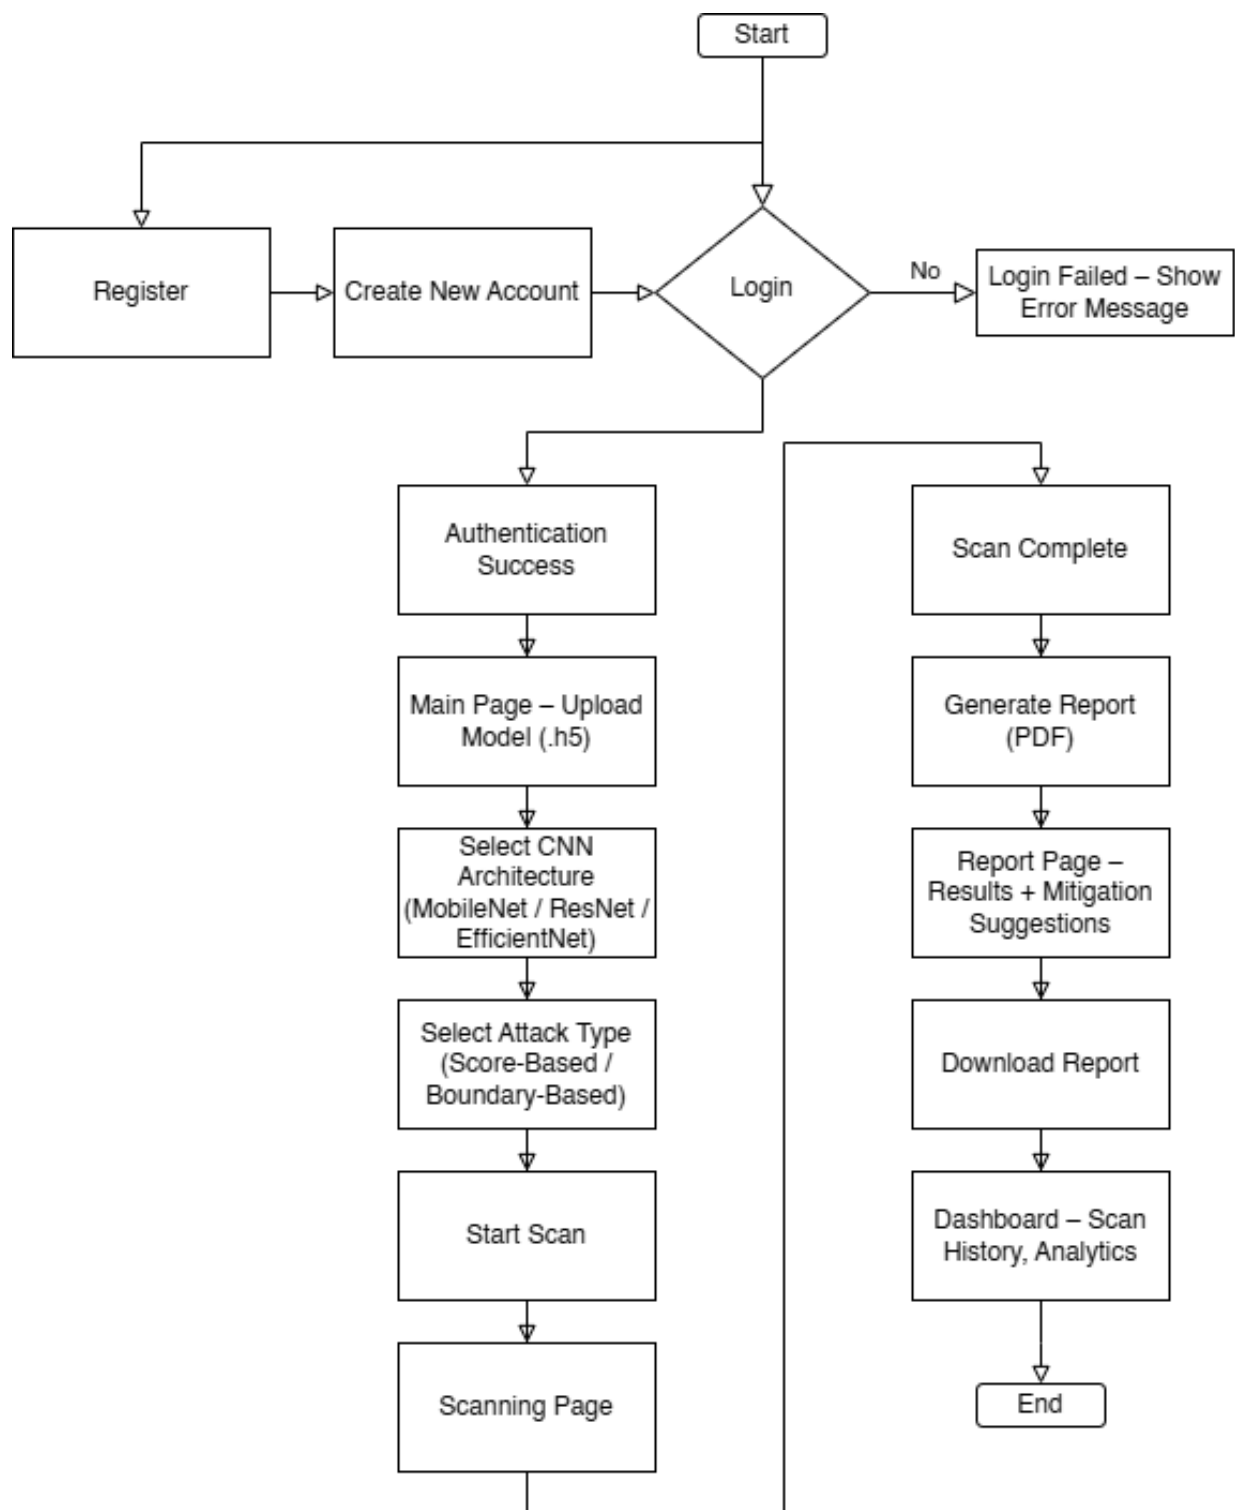 Start
Register
Create New Account
Login
No
Login Failed – Show
Error Message
Authentication
Success
Main Page – Upload
Model (.h5)
Select CNN
Architecture
(MobileNet / ResNet /
EfficientNet)
Select Attack Type
(Score-Based /
Boundary-Based)
Start Scan
Scanning Page
Scan Complete
Generate Report
(PDF)
Report Page –
Results + Mitigation
Suggestions
Download Report
Dashboard – Scan
History, Analytics
End